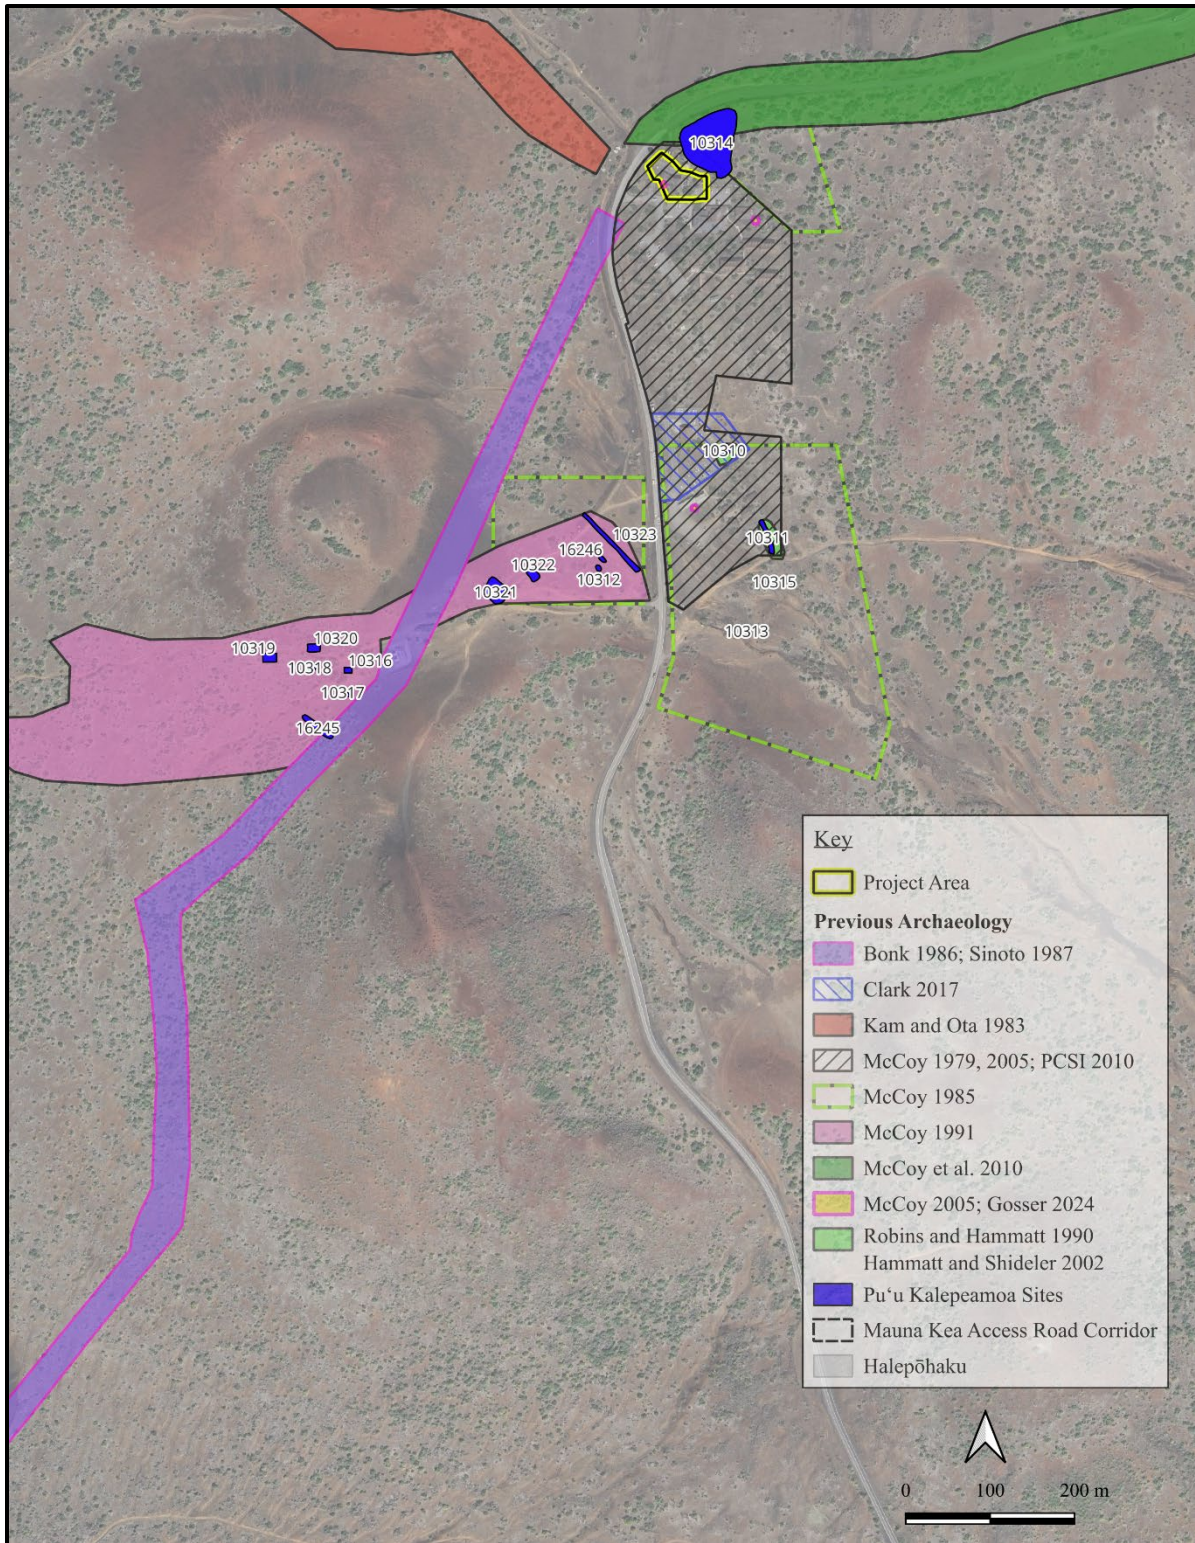 10314
10310
10323
10311
16246
10322
10312
10321
10315
10313
10320
10319
10316
10318
10317
16245
Key
Project Area
Previous Archaeology
Bonk 1986; Sinoto 1987
Clark 2017
Kam and Ota 1983
McCoy 1979, 2005; PCSI 2010
McCoy 1985
McCoy 1991
McCoy et al. 2010
McCoy 2005; Gosser 2024
Robins and Hammatt 1990
Hammatt and Shideler 2002
Pu‘u Kalepeamoa Sites
Mauna Kea Access Road Corridor
Halepōhaku
0 100 200 m